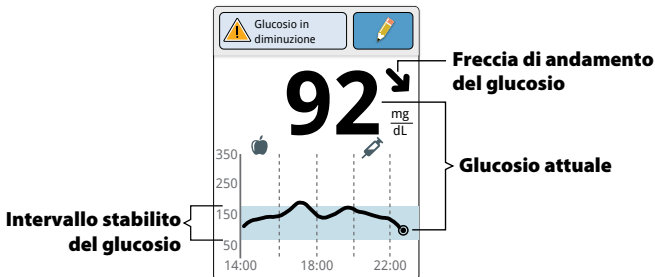 Glucosio in
diminuzione
Freccia di andamento
del glucosio
92
mg
dL
Glucosio attuale
350
250
150
50
Intervallo stabilito
del glucosio
14:00
18:00
22:00